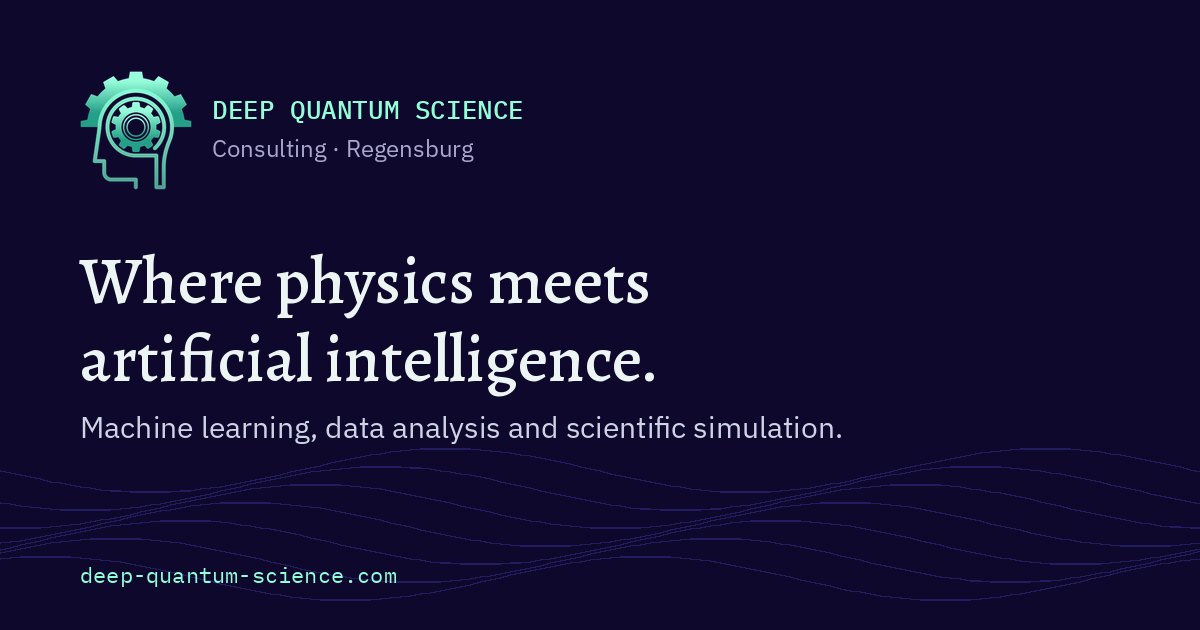 DEEP QUANTUM SCIENCE
Consulting · Regensburg
Where physics meets
artificial intelligence.
Machine learning, data analysis and scientific simulation.
deep-quantum-science.com